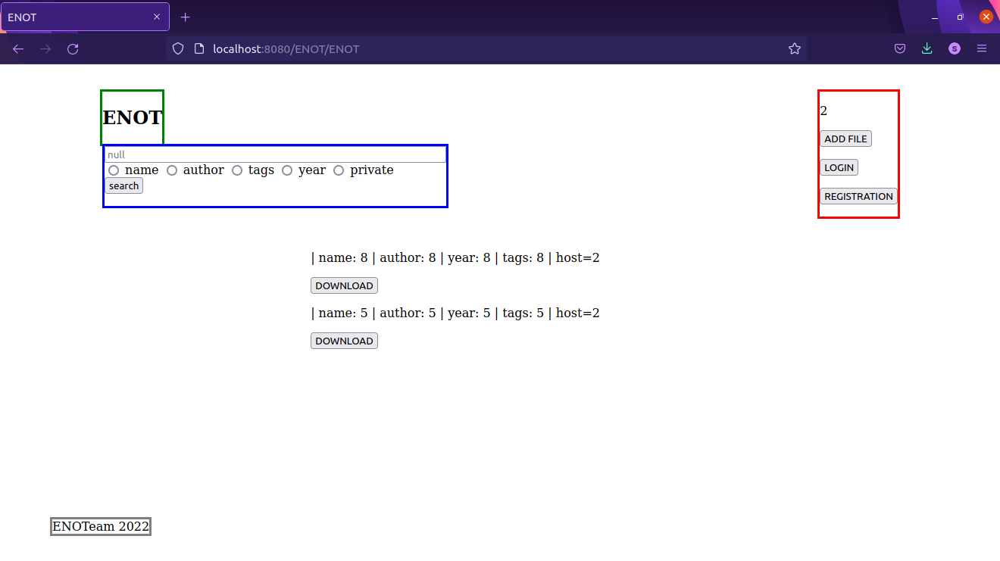 ENOT
localhost:8080/ENOT/ENOT
S
ENOT
null
name author tags year private
search
2
ADD FILE
LOGIN
REGISTRATION
| name: 8 | author: 8 | year: 8 | tags: 8 | host=2
DOWNLOAD
| name: 5 | author: 5 | year: 5 | tags: 5 | host=2
DOWNLOAD
ENOTeam 2022